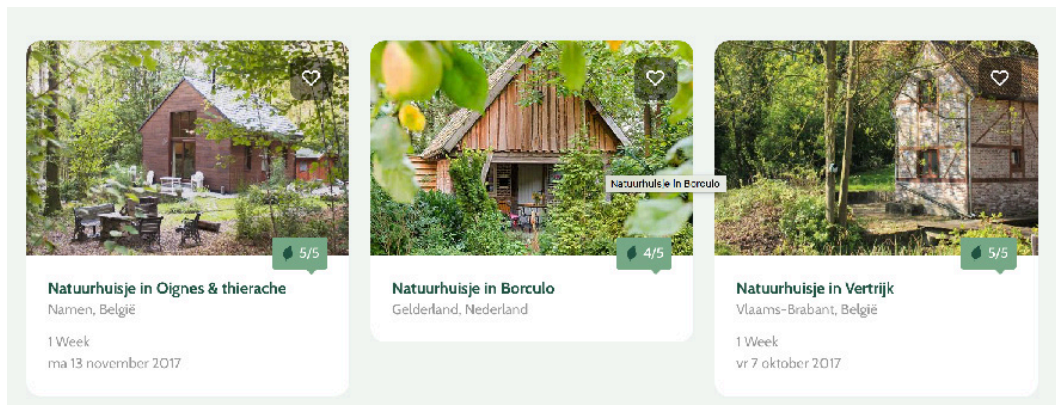 5/5
Natuurhuisje in Oignes & thierache
Namen, België
1 Week
ma 13 november 2017
Natuurhuisje in Borculo
4/5
Natuurhuisje in Borculo
Gelderland, Nederland
5/5
Natuurhuisje in Vertrijk
Vlaams-Brabant, België
1 Week
vr 7 oktober 2017